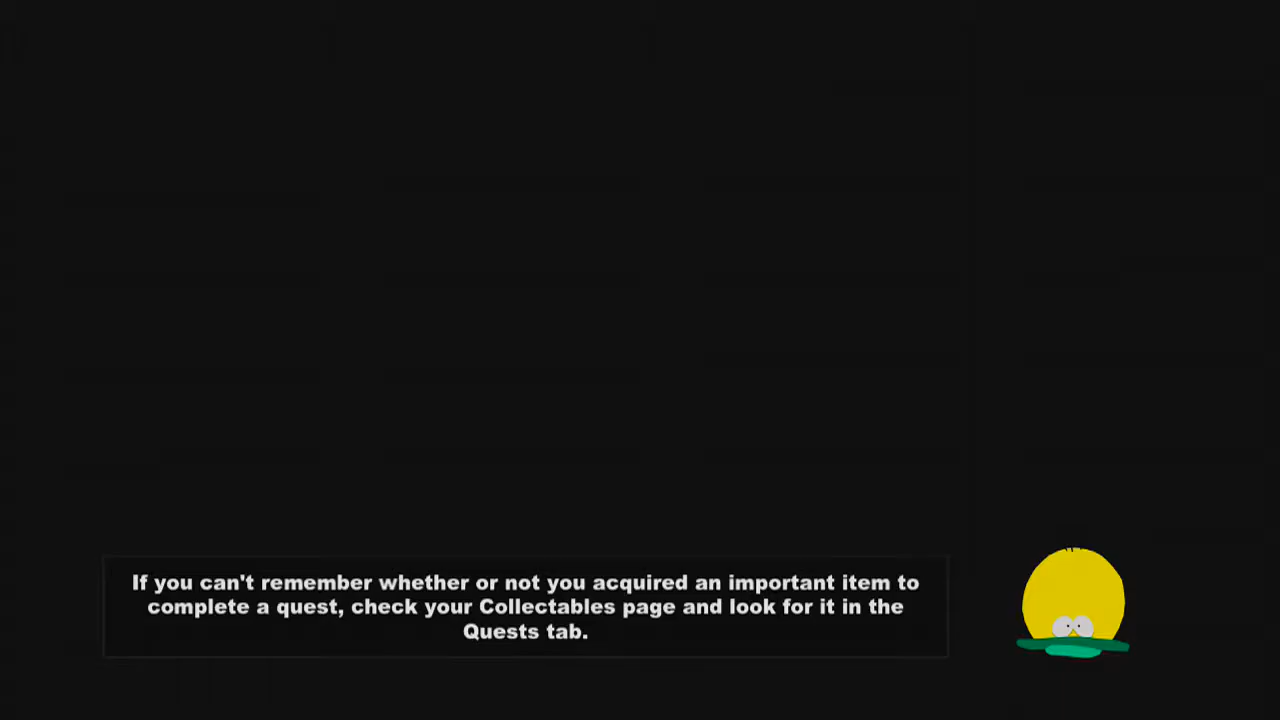 If you can't remember whether or not you acquired an important item to
complete a quest, check your Collectables page and look for it in the
Quests tab.